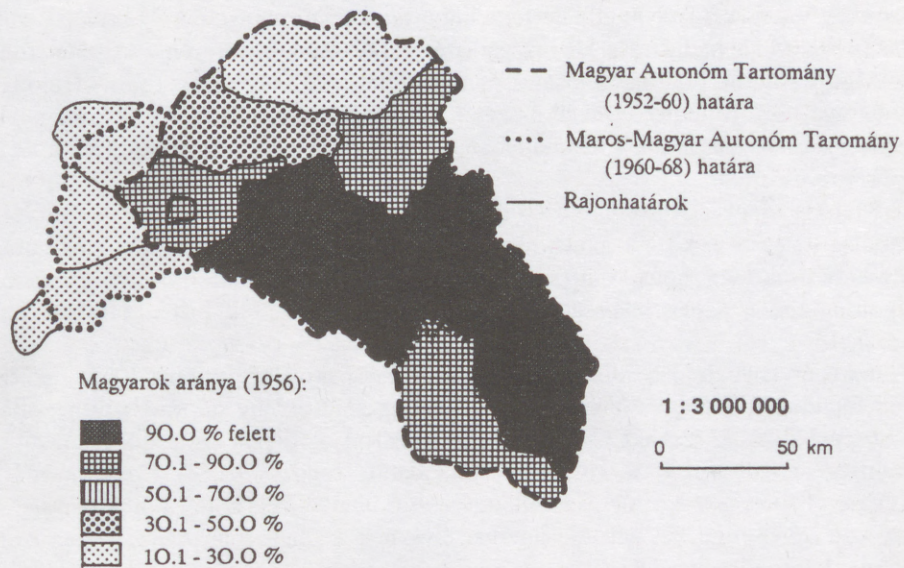 Magyar Autonóm Tartomány
(1952-60) határa
Maros-Magyar Autonóm Taromány
(1960-68) határa
Rajonhatárok
Magyarok aránya (1956):
90.0 % felett
70.1 - 90.0 %
50.1 - 70.0 %
30.1 - 50.0 %
10.1 - 30.0 %
1 : 3 000 000
0 50 km